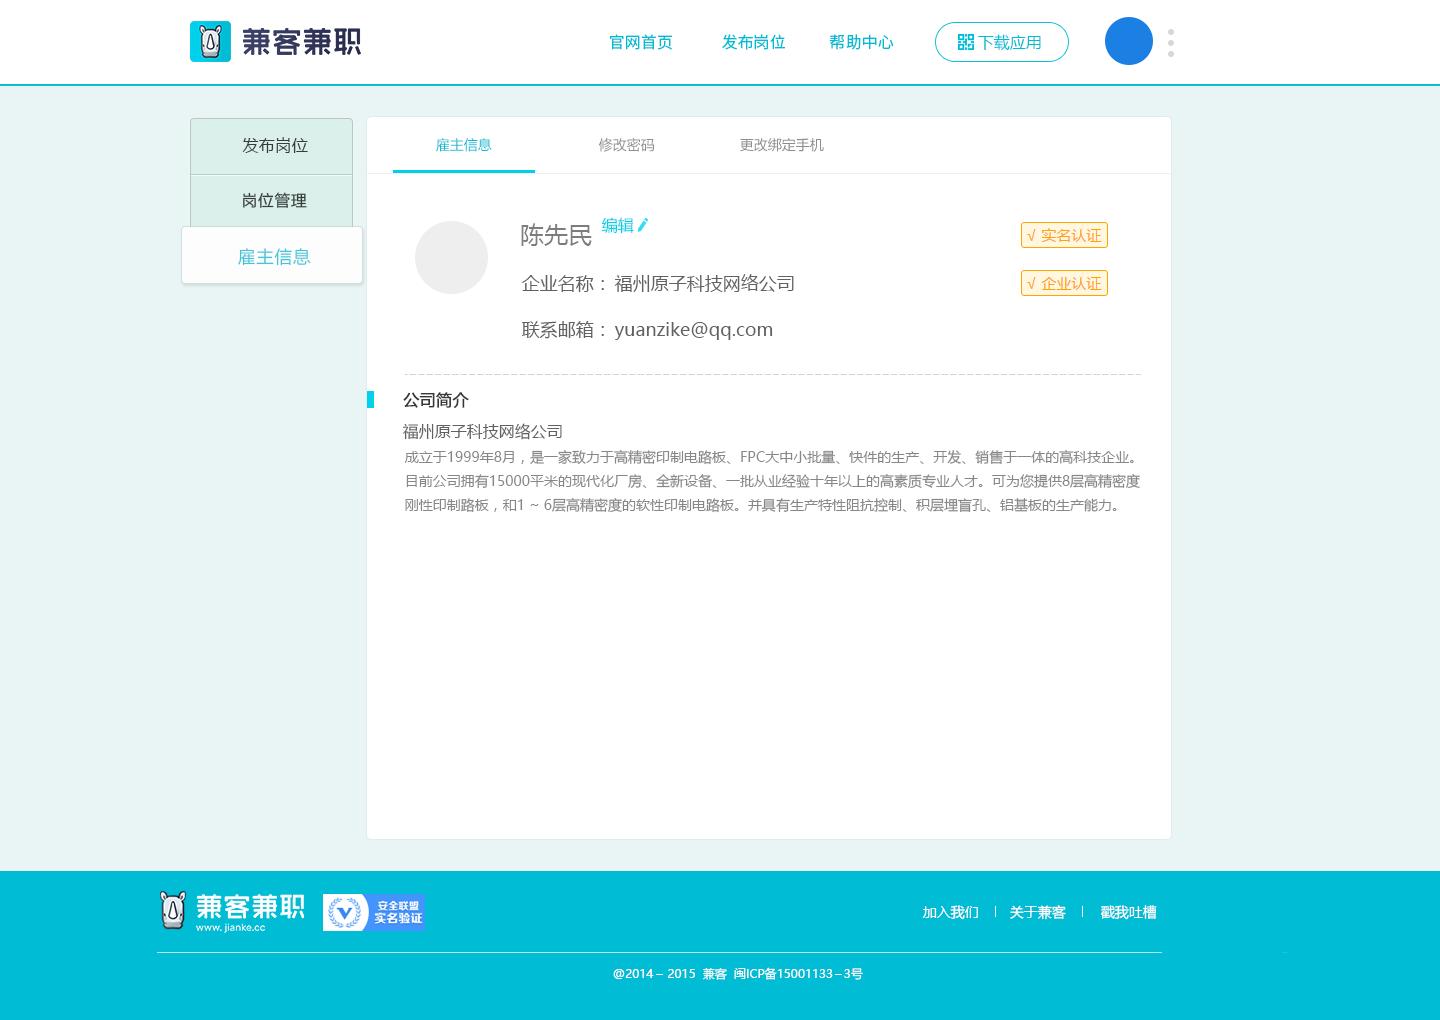 兼客兼职
官网首页
发布岗位
帮助中心
下载应用
发布岗位
岗位管理
雇主信息
雇主信息
修改密码
更改绑定手机
陈先民
编辑
√ 实名认证
企业名称：福州原子科技网络公司
√ 企业认证
联系邮箱：yuanzike@qq.com
公司简介
福州原子科技网络公司
成立于1999年8月，是一家致力于高精密印制电路板、FPC大中小批量、快件的生产、开发、销售于一体的高科技企业。
目前公司拥有15000平米的现代化厂房、全新设备、一批从业经验十年以上的高素质专业人才。可为您提供8层高精密度
刚性印制路板，和1 ~ 6层高精密度的软性印制电路板。并具有生产特性阻抗控制、积层埋盲孔、铝基板的生产能力。
兼客兼职
www.jianke.cc
安全联盟
实名验证
加入我们
关于兼客
戳我吐槽
@2014－2015 兼客 闽ICP备15001133－3号